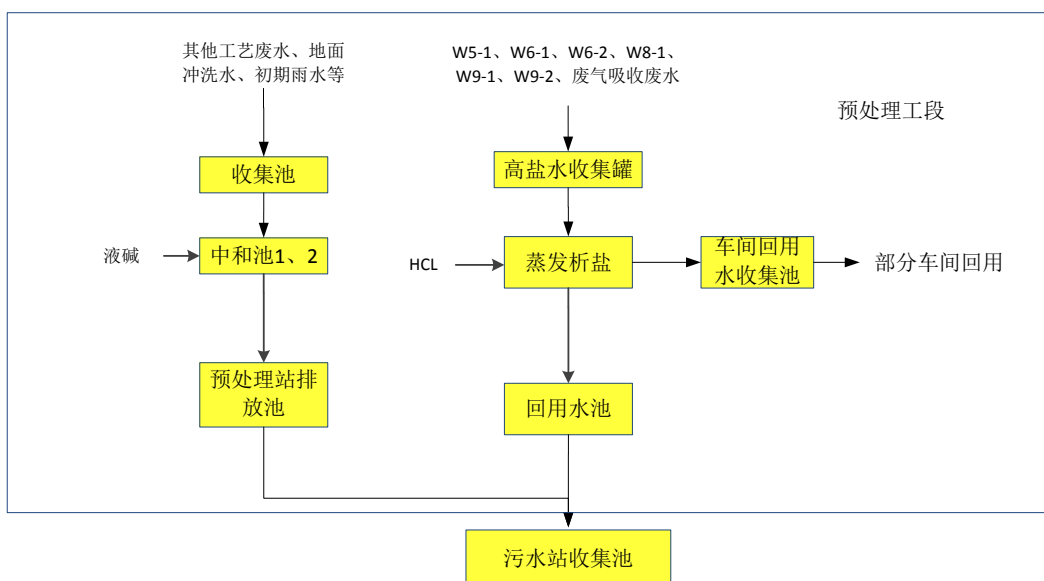 其他工艺废水、地面
冲洗水、初期雨水等
W5-1、W6-1、W6-2、W8-1、
W9-1、W9-2、废气吸收废水
预处理工段
收集池
高盐水收集罐
液碱
中和池1、2
HCL
蒸发析盐
车间回用
水收集池
部分车间回用
预处理站排
放池
回用水池
污水站收集池